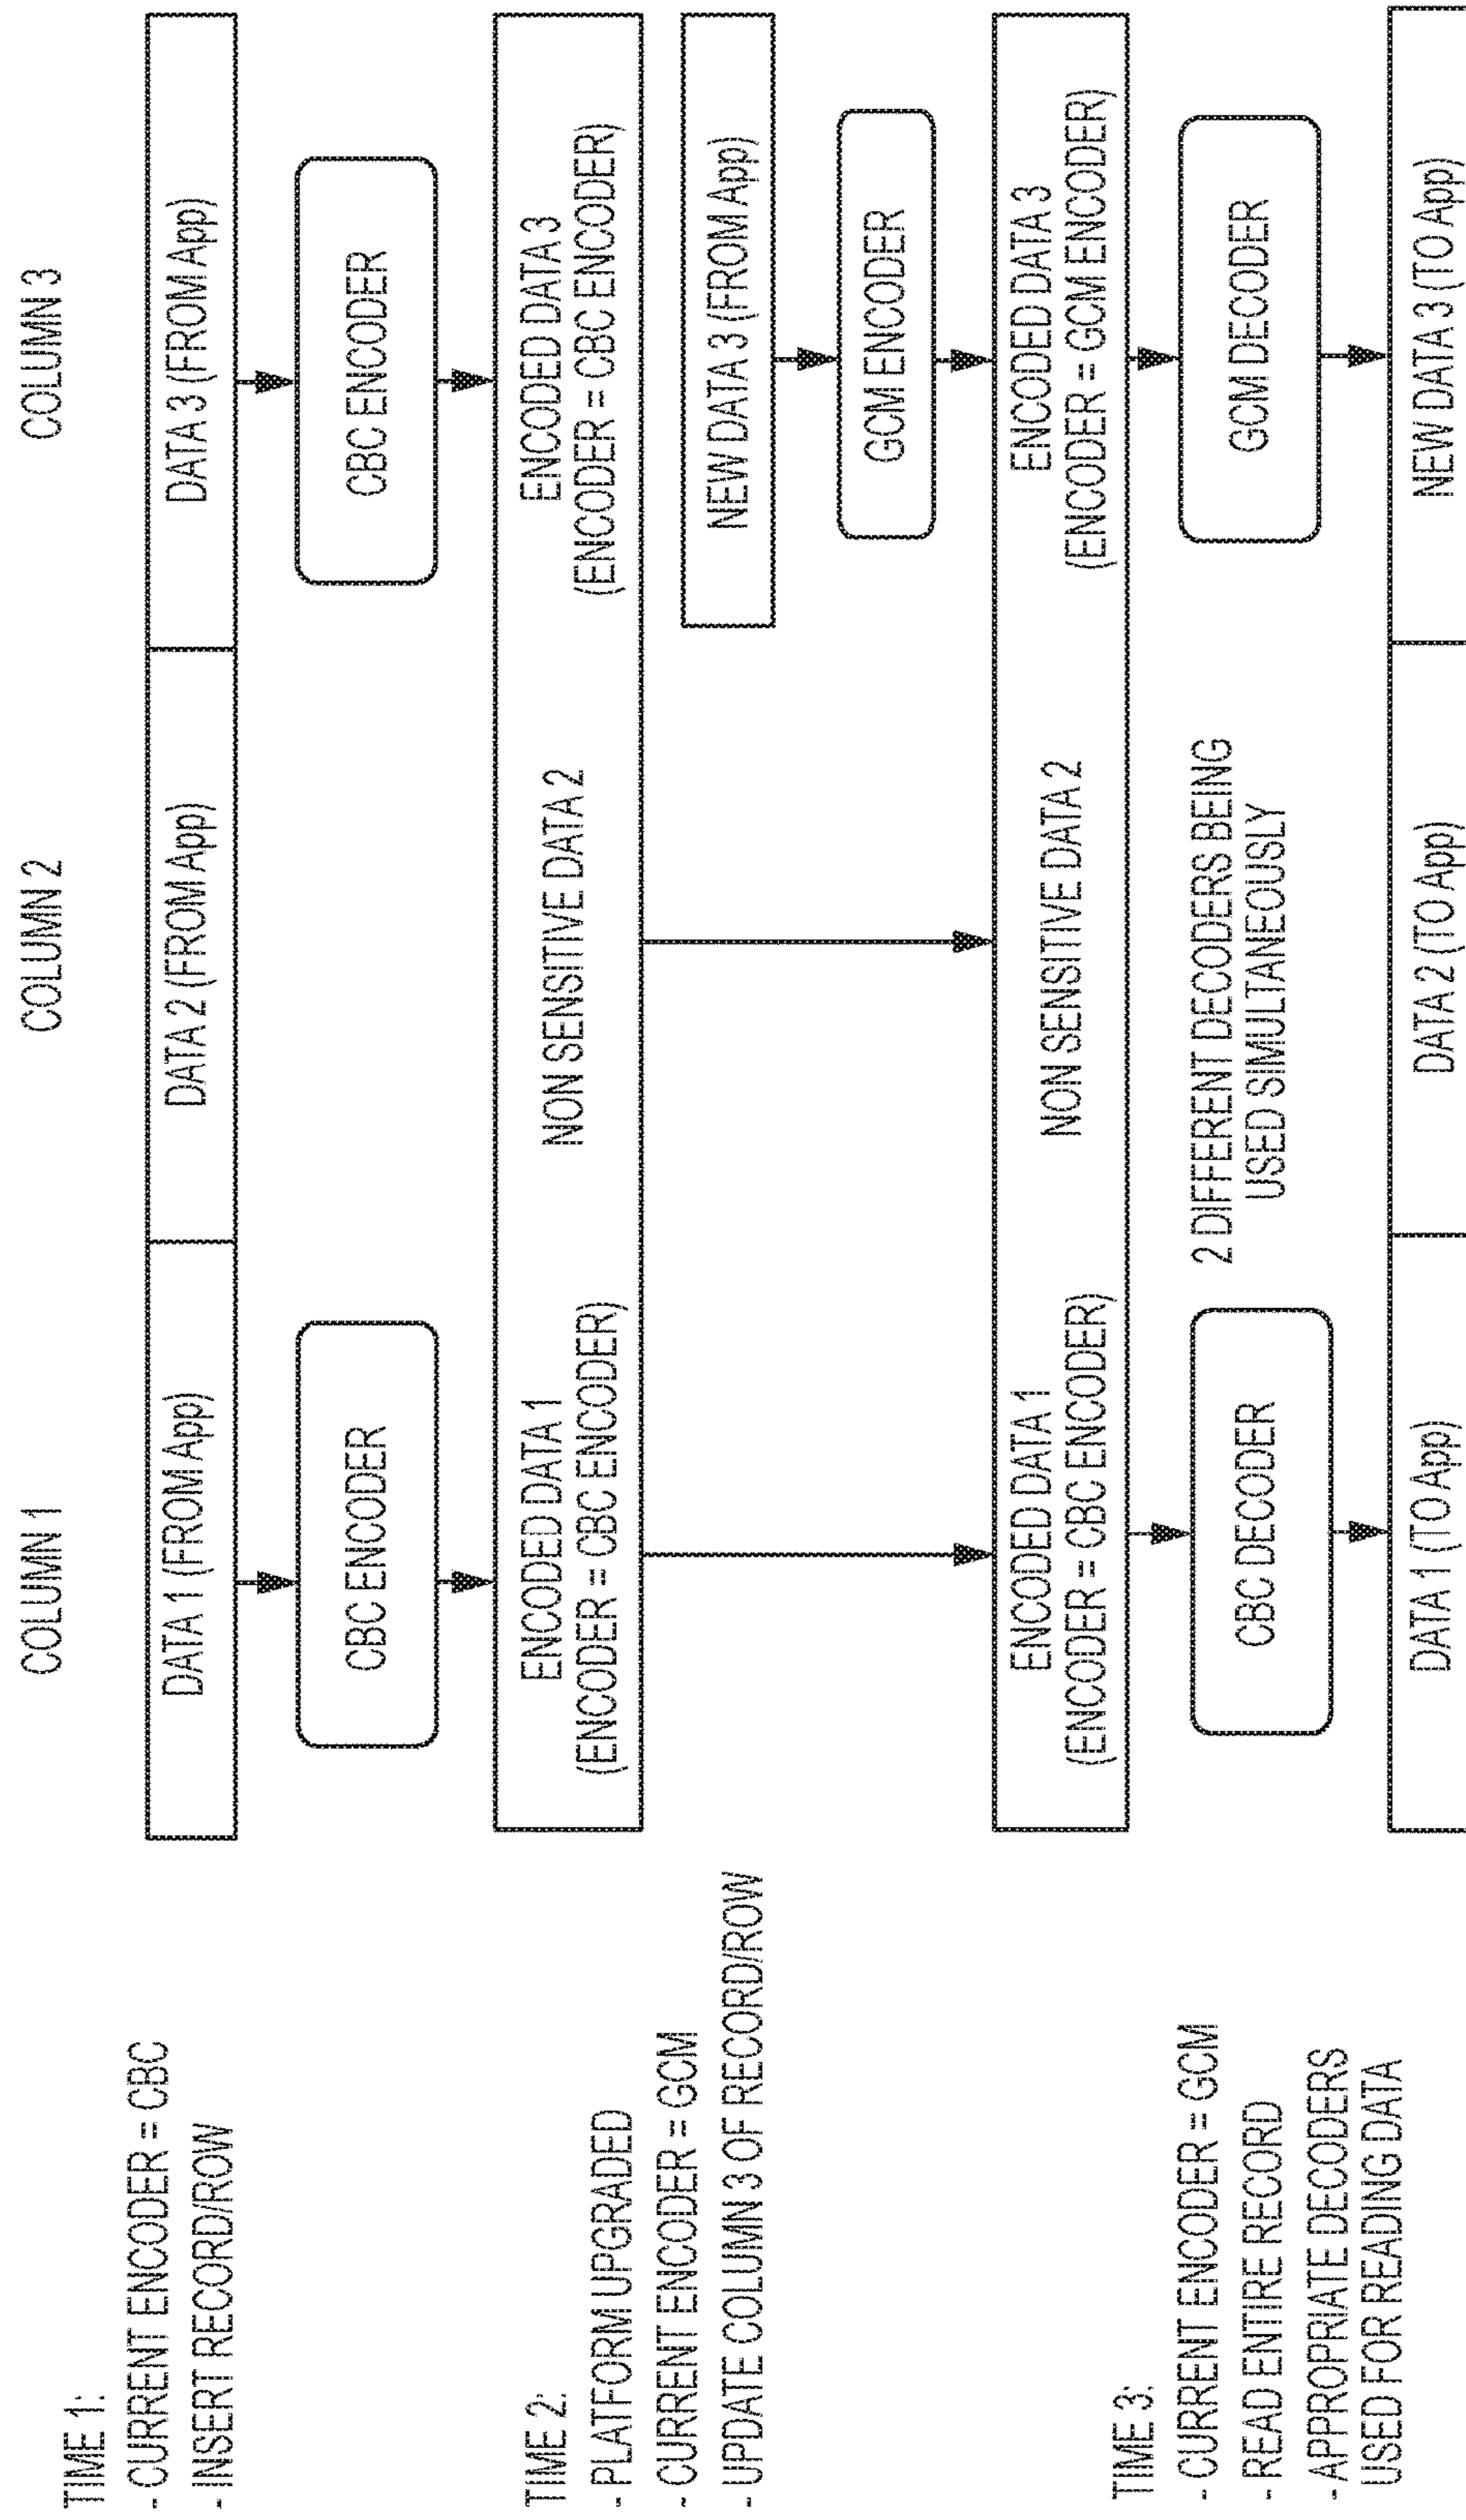 COLUMN 1
COLUMN 2
COLUMN 3
TIME 1:
- CURRENT ENCODER = CBC
- INSERT RECORD/ROW
DATA 1 (FROM App)
DATA 2 (FROM App)
DATA 3 (FROM App)
CBC ENCODER
CBC ENCODER
ENCODED DATA 1
(ENCODER = CBC ENCODER)
NON SENSITIVE DATA 2
ENCODED DATA 3
(ENCODER = CBC ENCODER)
TIME 2:
- PLATFORM UPGRADED
- CURRENT ENCODER = GCM
- UPDATE COLUMN 3 OF RECORD/ROW
NEW DATA 3 (FROM App)
GCM ENCODER
ENCODED DATA 1
(ENCODER = CBC ENCODER)
NON SENSITIVE DATA 2
ENCODED DATA 3
(ENCODER = GCM ENCODER)
TIME 3:
- CURRENT ENCODER = GCM
- READ ENTIRE RECORD
- APPROPRIATE DECODERS
USED FOR READING DATA
CBC DECODER
2 DIFFERENT DECODERS BEING
USED SIMULTANEOUSLY
GCM DECODER
DATA 1 (TO App)
DATA 2 (TO App)
NEW DATA 3 (TO App)